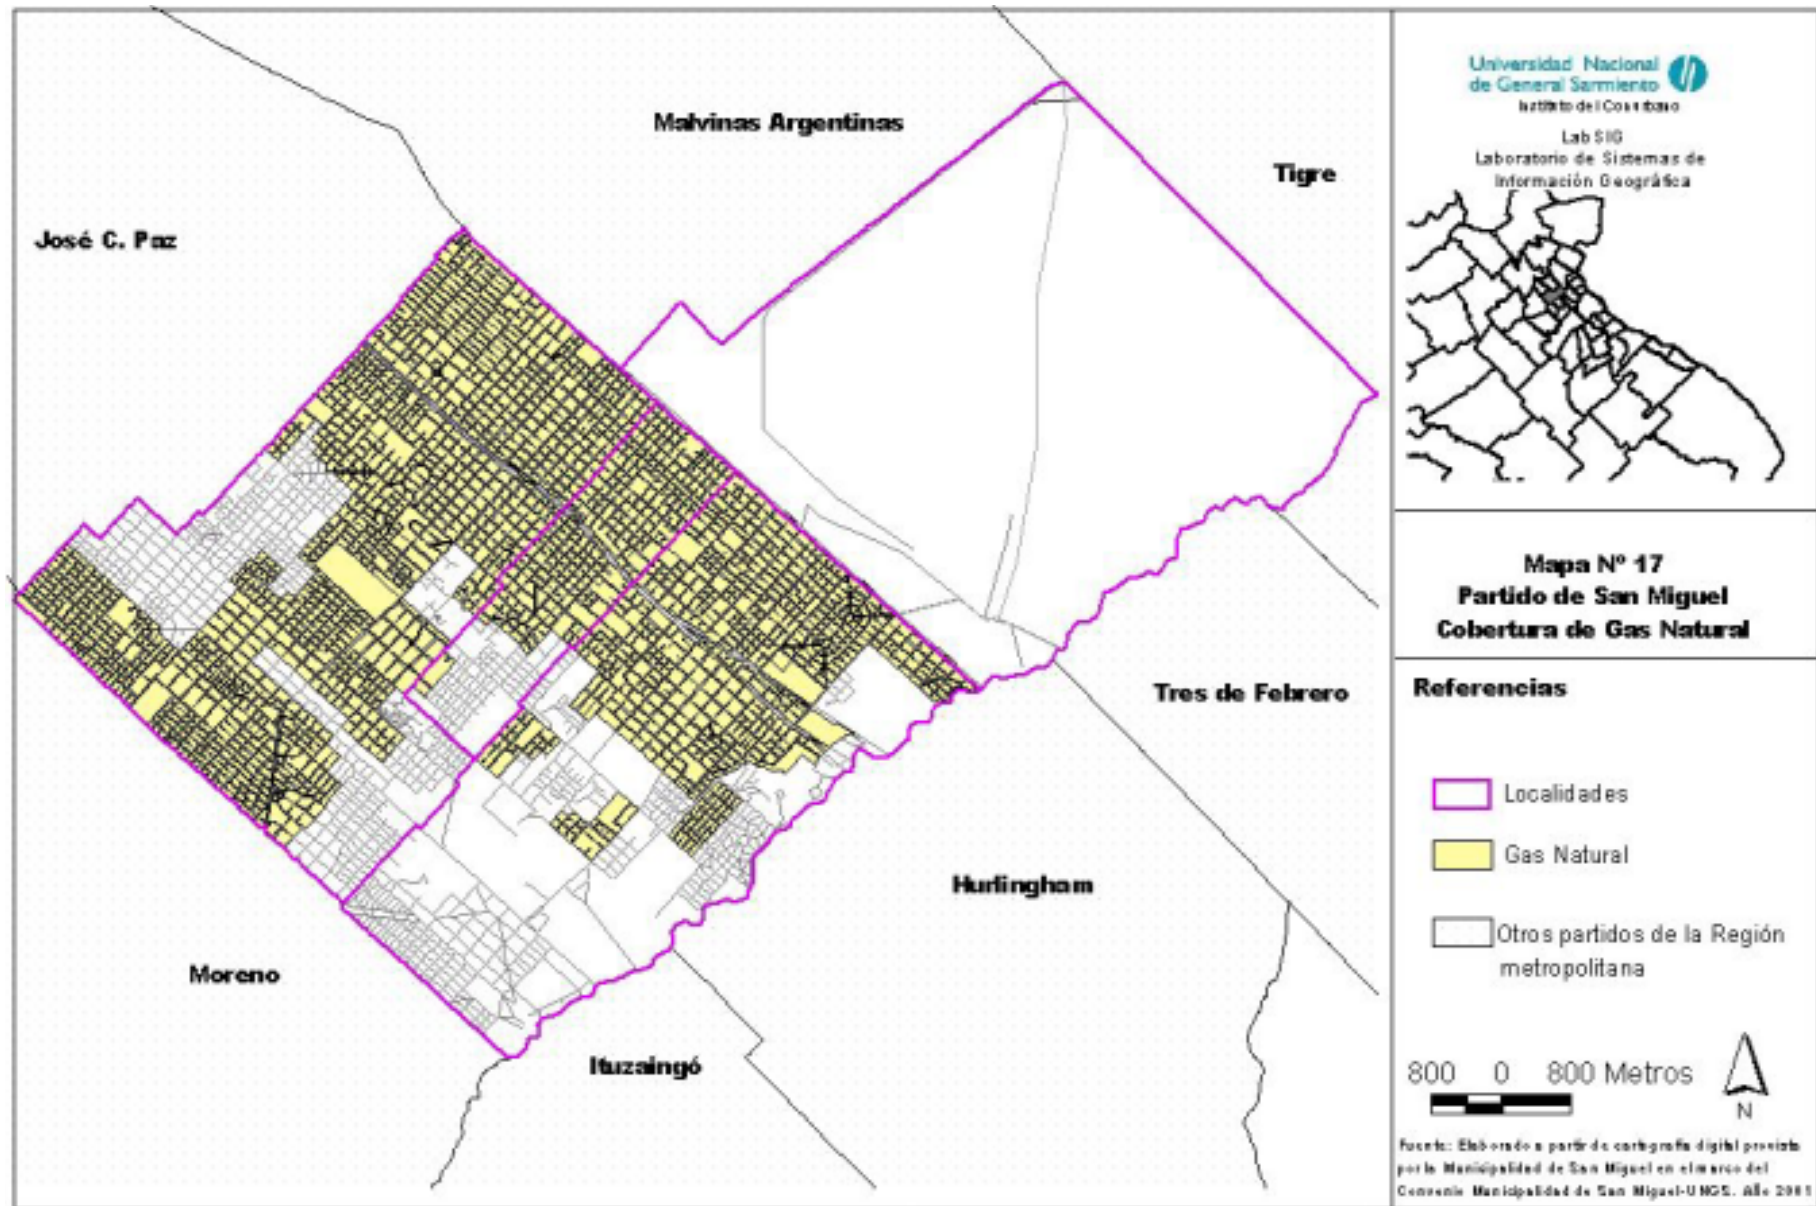 Malvinas Argentinas
Tigre
José C. Paz
Tres de Febrero
Hurlingham
Moreno
Ituzaingó
Universidad Nacional
de General Sarmiento
Instituto del Conurbano
Lab SIG
Laboratorio de Sistemas de
Información Geográfica
Mapa Nº 17
Partido de San Miguel
Cobertura de Gas Natural
Referencias
Localidades
Gas Natural
Otros partidos de la Región
metropolitana
800 0 800 Metros
N
Fuente: Elaborado a partir de cartografía digital provista
por la Municipalidad de San Miguel en el marco del
Convenio Municipalidad de San Miguel-UNGS. Año 2001